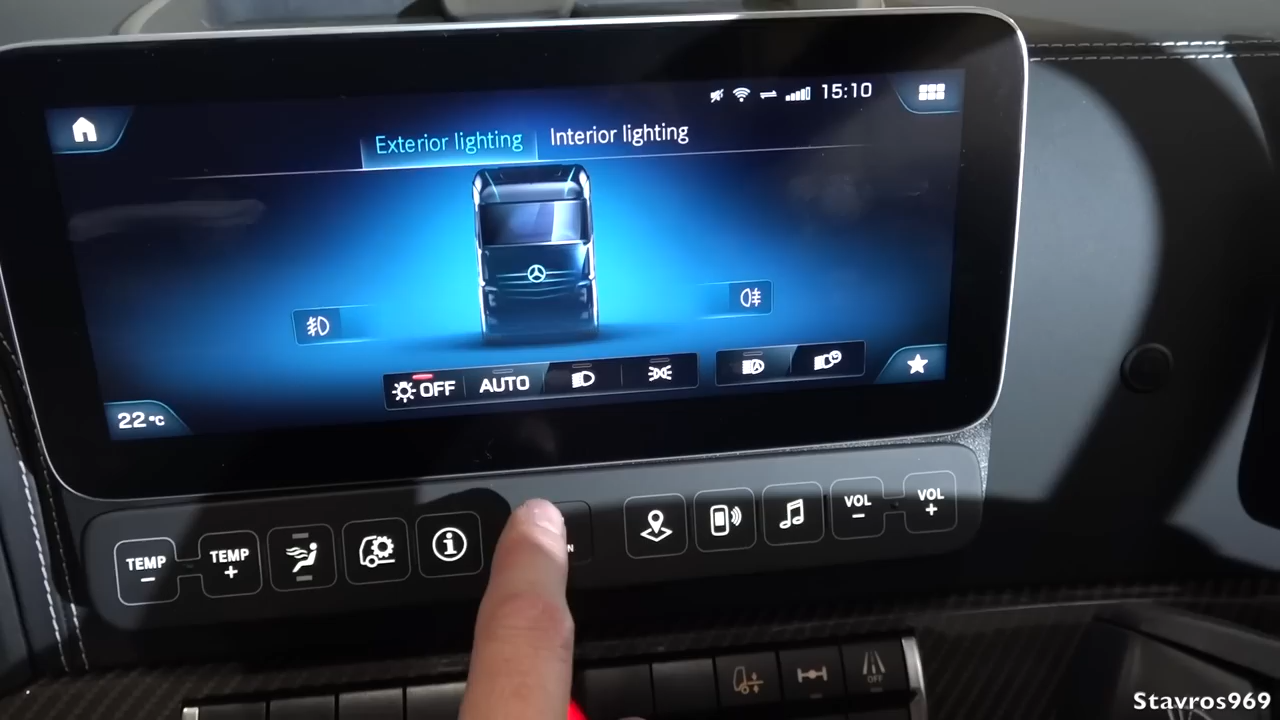 15:10
Exterior lighting
Interior lighting
OFF
AUTO
22°C
TEMP
−
TEMP
+
VOL
−
VOL
+
OFF
Stavros969